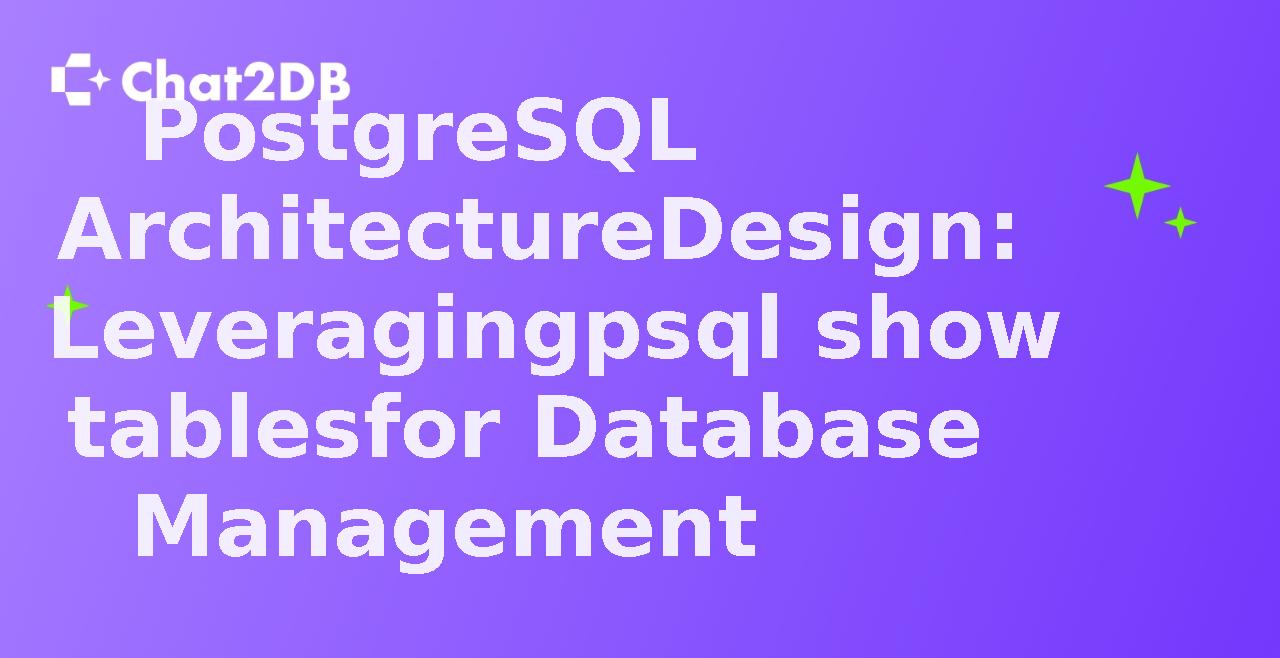 Chat2DB
PostgreSQL
ArchitectureDesign:
Leveragingpsql show
tablesfor Database
Management